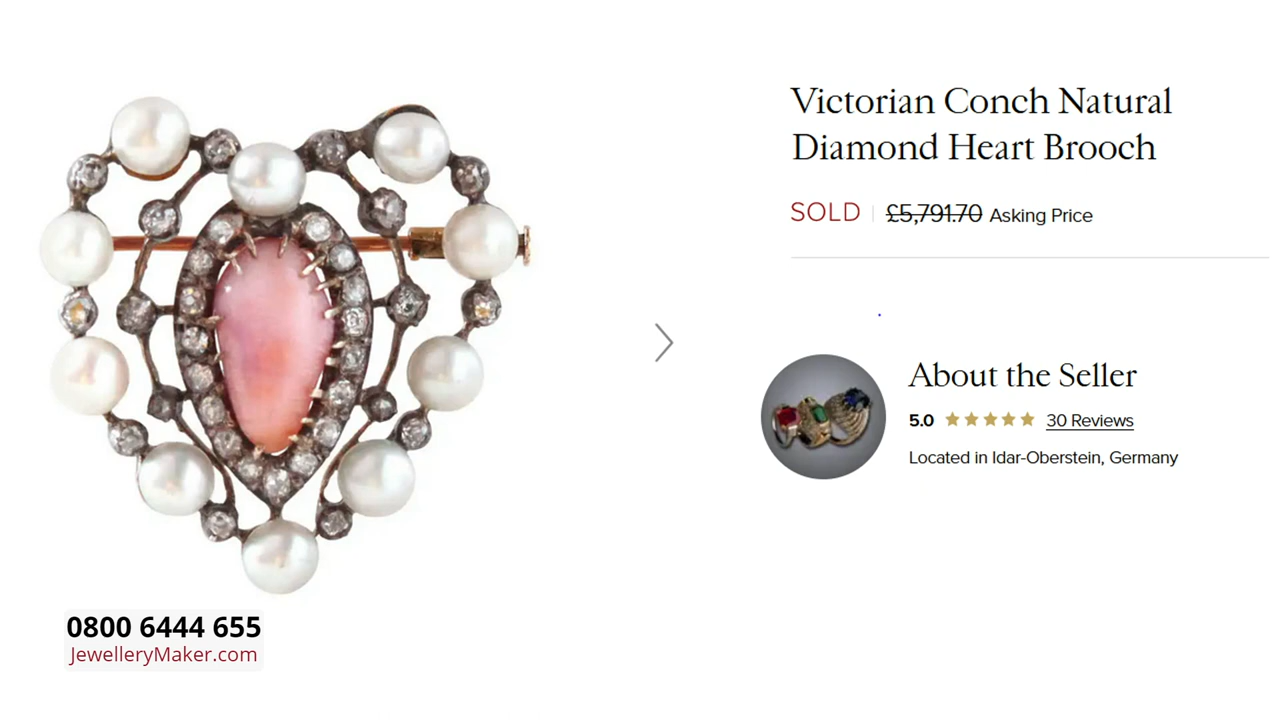 Victorian Conch Natural
Diamond Heart Brooch
SOLD £5,791.70 Asking Price
About the Seller
5.0 30 Reviews
Located in Idar-Oberstein, Germany
0800 6444 655
JewelleryMaker.com